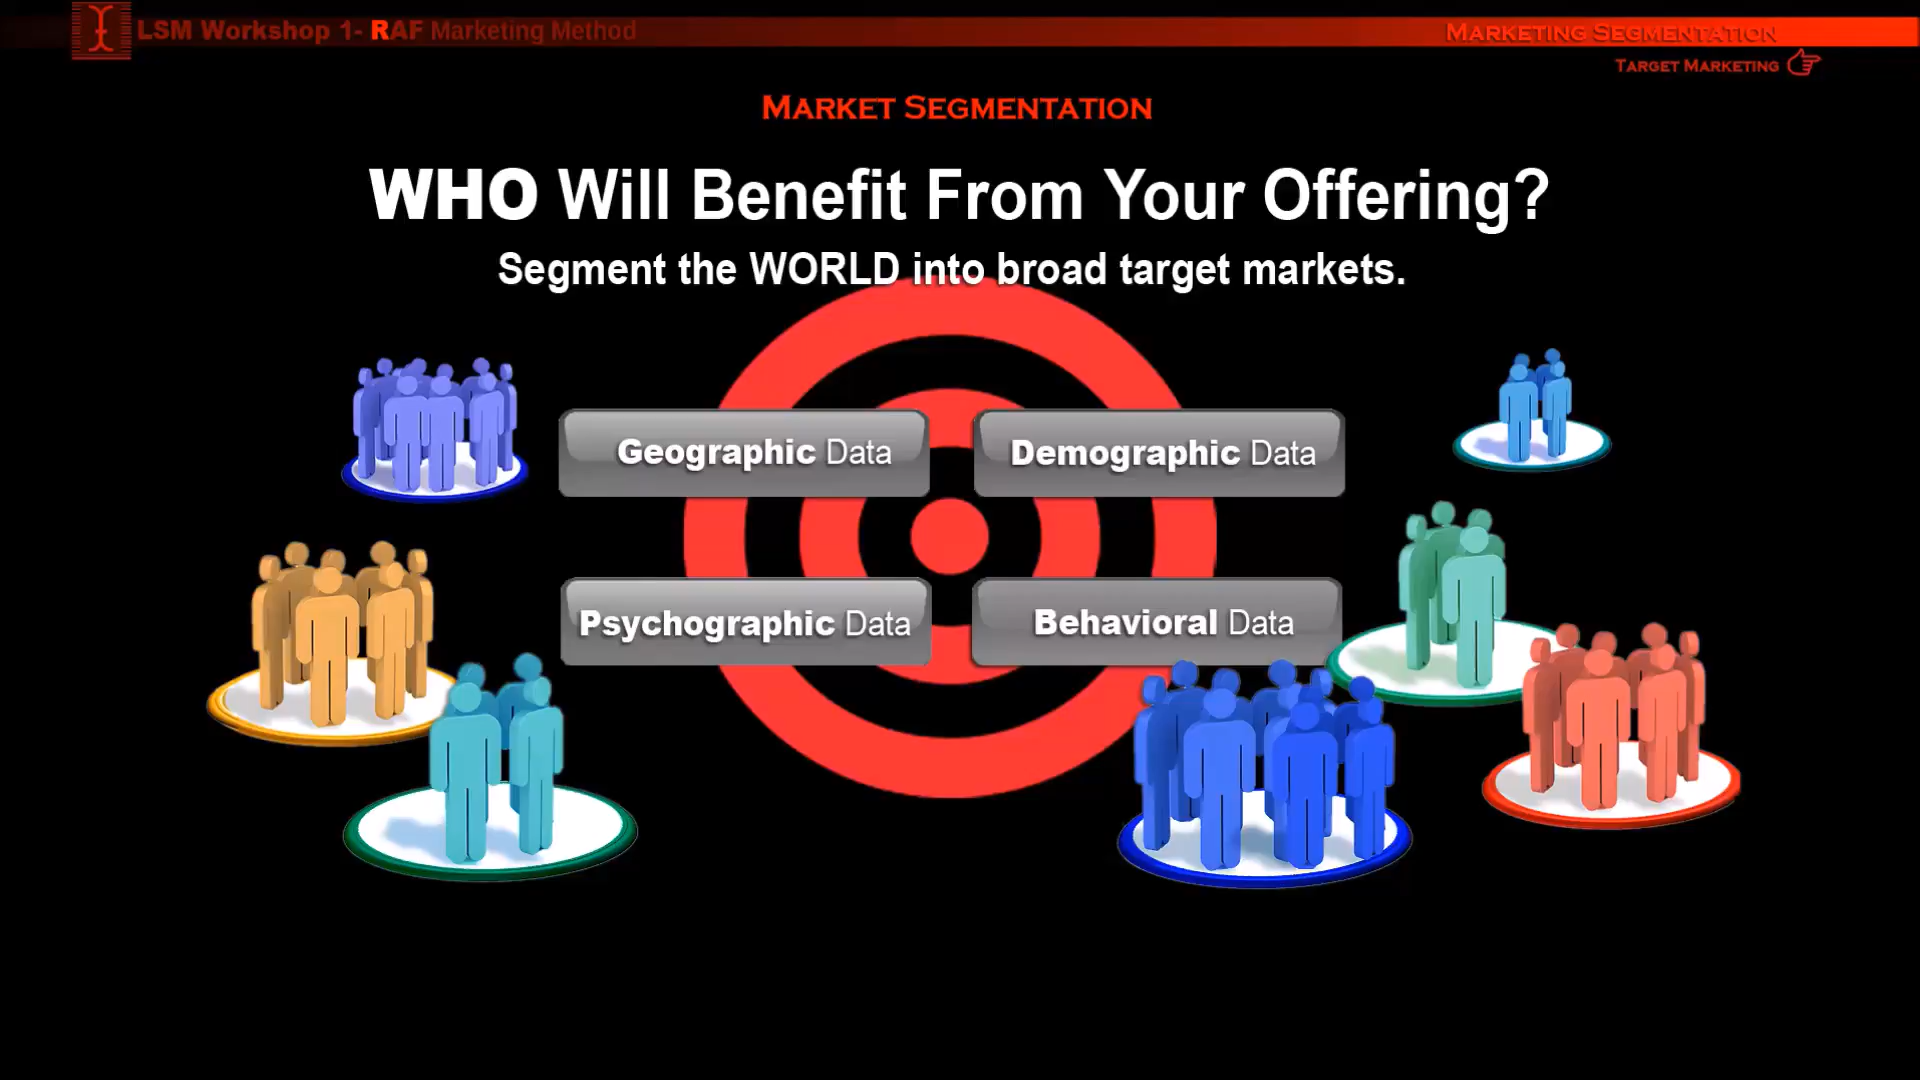 LSM Workshop 1- RAF Marketing Method
MARKETING SEGMENTATION
TARGET MARKETING
MARKET SEGMENTATION
WHO Will Benefit From Your Offering?
Segment the WORLD into broad target markets.
Geographic Data
Demographic Data
Psychographic Data
Behavioral Data